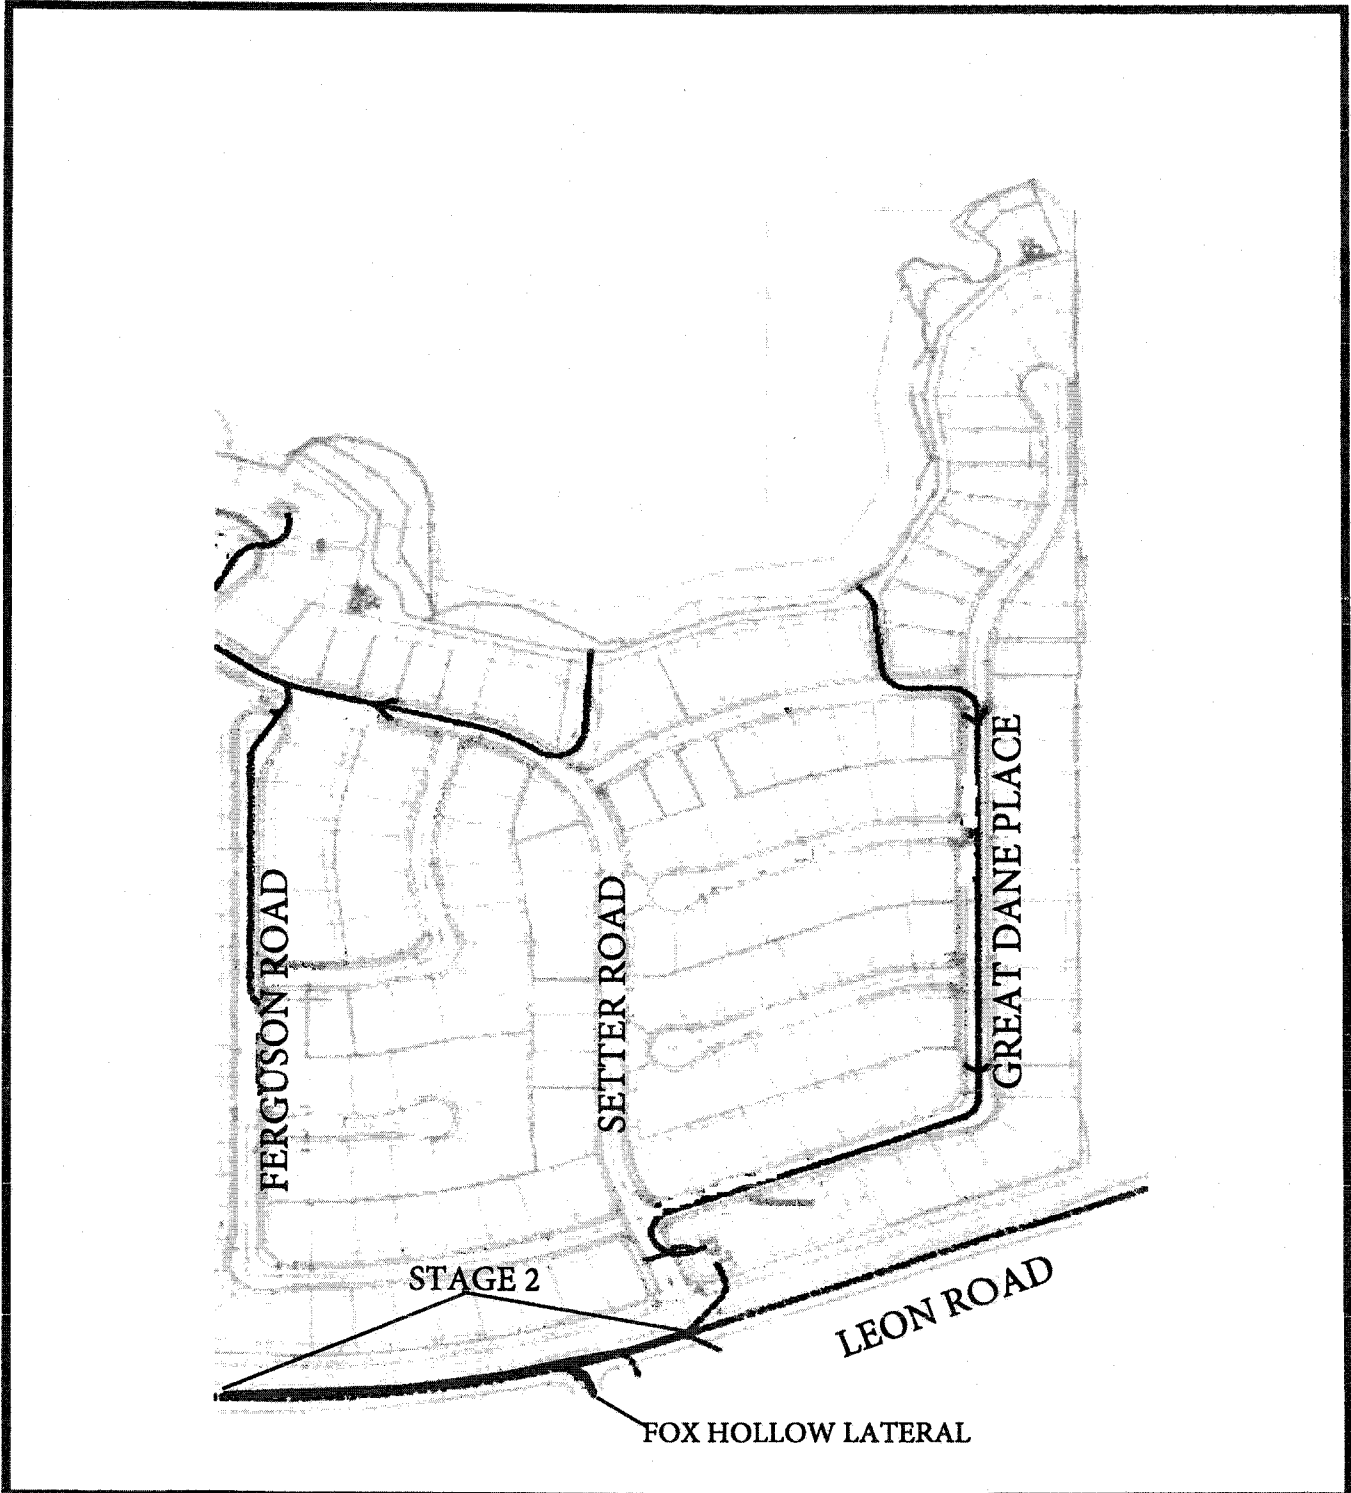 GREAT DANE PLACE
FERGUSON ROAD
SETTER ROAD
STAGE 2
LEON ROAD
FOX HOLLOW LATERAL